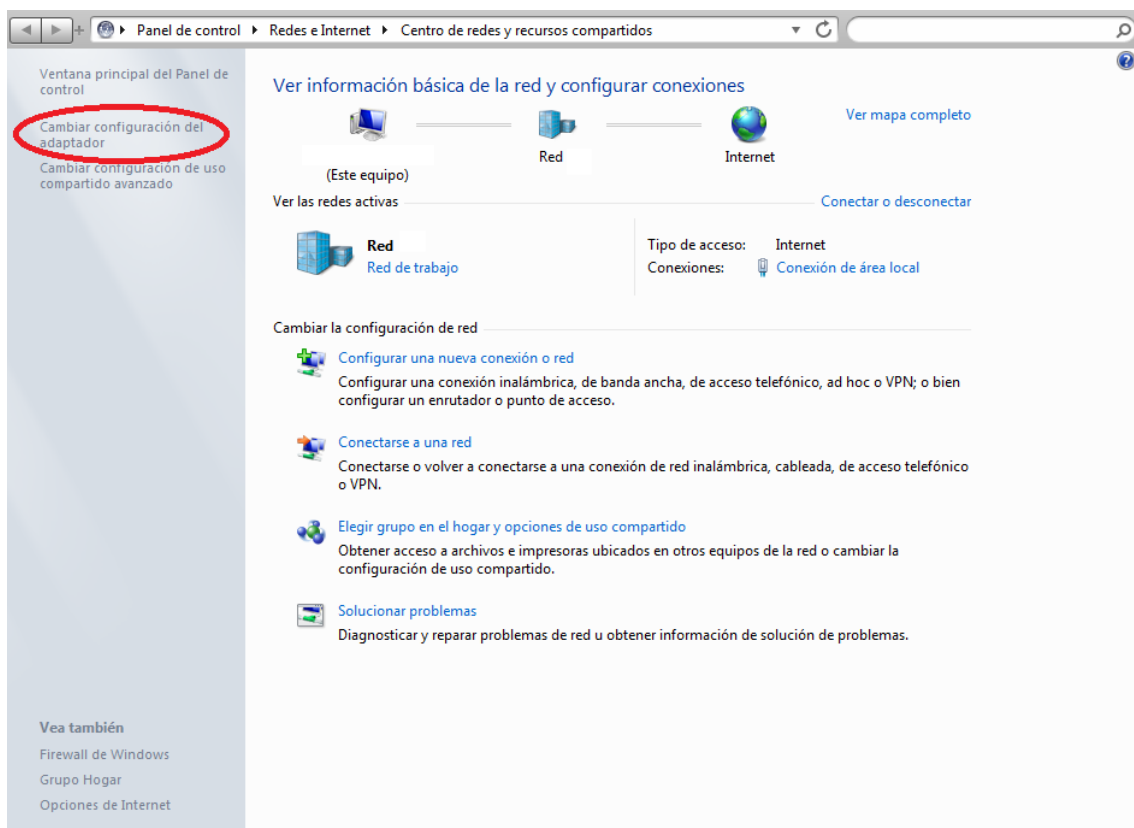 Panel de control ▸ Redes e Internet ▸ Centro de redes y recursos compartidos
Ventana principal del Panel de
control
Cambiar configuración del
adaptador
Cambiar configuración de uso
compartido avanzado
Ver información básica de la red y configurar conexiones
Ver mapa completo
(Este equipo)
Red
Internet
Ver las redes activas
Conectar o desconectar
Red
Red de trabajo
Tipo de acceso: Internet
Conexiones: Conexión de área local
Cambiar la configuración de red
Configurar una nueva conexión o red
Configurar una conexión inalámbrica, de banda ancha, de acceso telefónico, ad hoc o VPN; o bien
configurar un enrutador o punto de acceso.
Conectarse a una red
Conectarse o volver a conectarse a una conexión de red inalámbrica, cableada, de acceso telefónico
o VPN.
Elegir grupo en el hogar y opciones de uso compartido
Obtener acceso a archivos e impresoras ubicados en otros equipos de la red o cambiar la
configuración de uso compartido.
Solucionar problemas
Diagnosticar y reparar problemas de red u obtener información de solución de problemas.
Vea también
Firewall de Windows
Grupo Hogar
Opciones de Internet